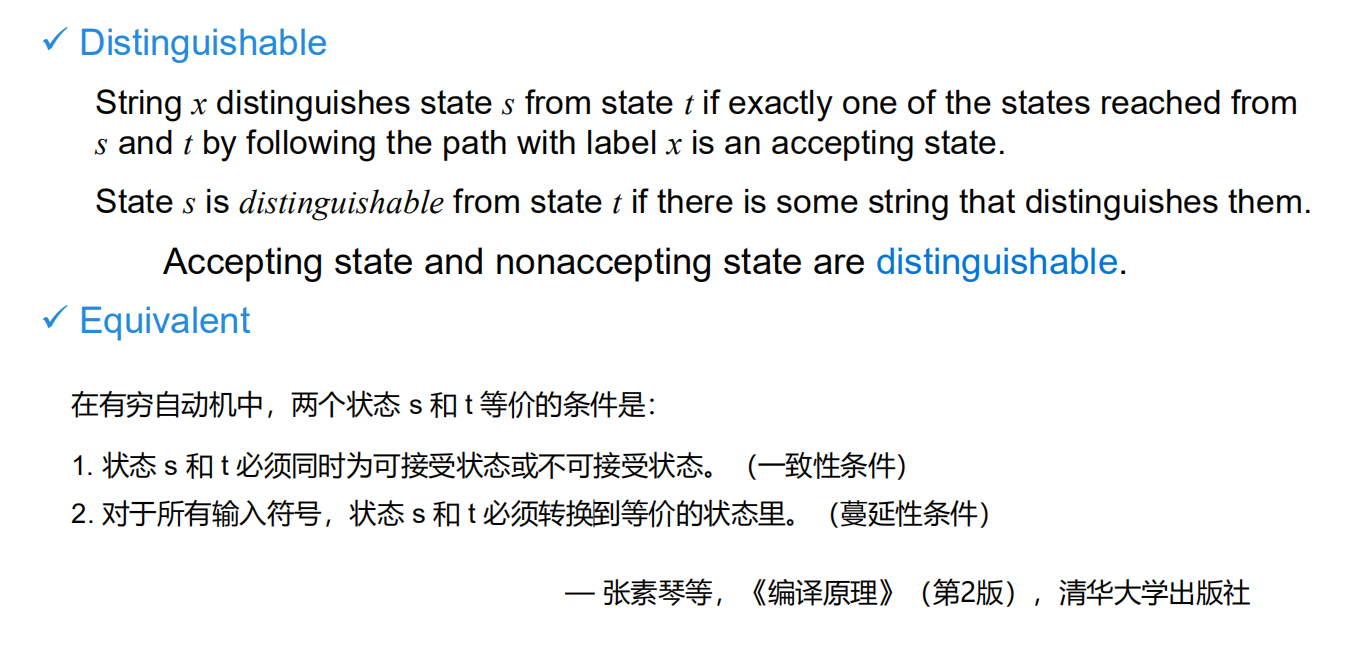 ✓ Distinguishable
String x distinguishes state s from state t if exactly one of the states reached from
s and t by following the path with label x is an accepting state.
State s is distinguishable from state t if there is some string that distinguishes them.
Accepting state and nonaccepting state are distinguishable.
✓ Equivalent
在有穷自动机中，两个状态 s 和 t 等价的条件是：
1. 状态 s 和 t 必须同时为可接受状态或不可接受状态。（一致性条件）
2. 对于所有输入符号，状态 s 和 t 必须转换到等价的状态里。（蔓延性条件）
— 张素琴等，《编译原理》（第2版），清华大学出版社